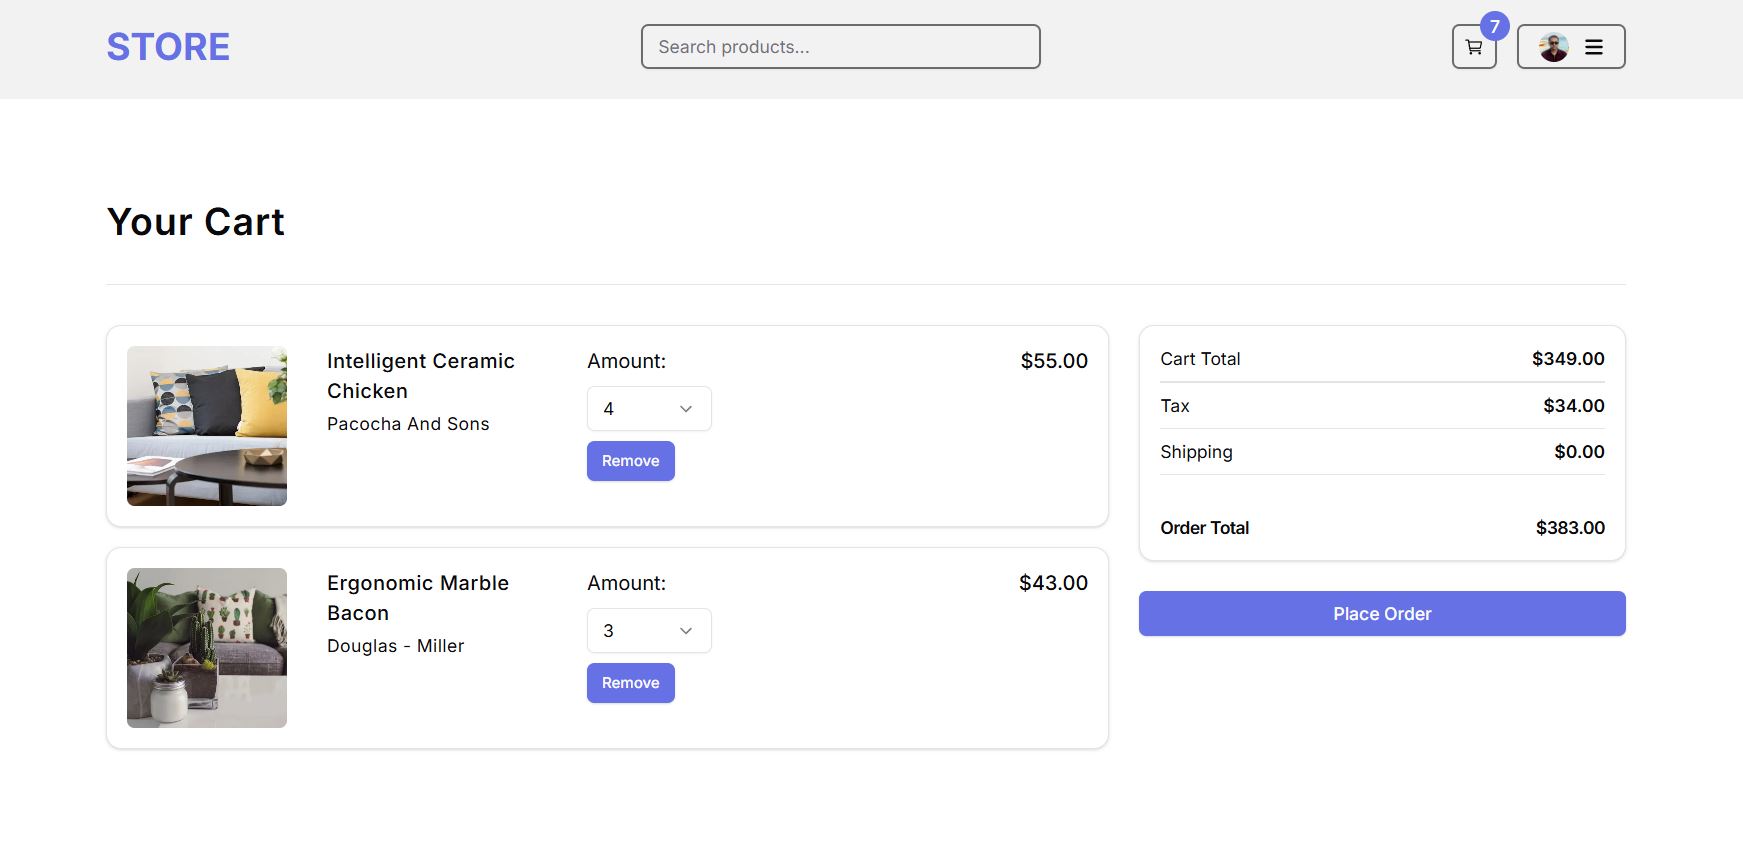 STORE
Search products...
7
Your Cart
Intelligent Ceramic
Chicken
Pacocha And Sons
Amount:
4
Remove
$55.00
Ergonomic Marble
Bacon
Douglas - Miller
Amount:
3
Remove
$43.00
Cart Total $349.00
Tax $34.00
Shipping $0.00
Order Total $383.00
Place Order